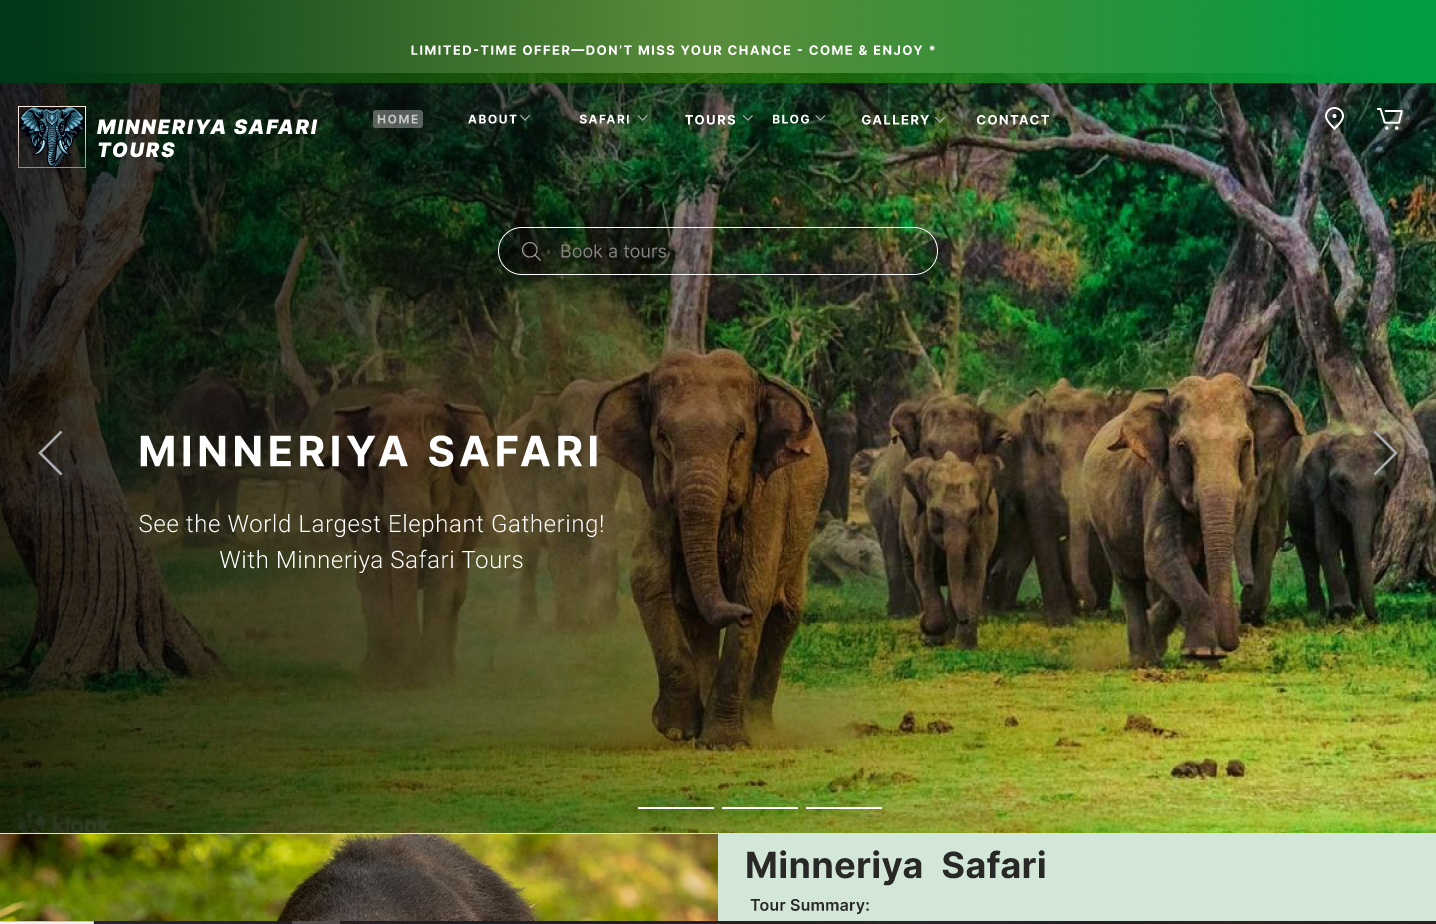 LIMITED-TIME OFFER—DON'T MISS YOUR CHANCE - COME & ENJOY *
MINNERIYA SAFARI
TOURS
HOME ABOUT SAFARI TOURS BLOG GALLERY CONTACT
Book a tours
MINNERIYA SAFARI
See the World Largest Elephant Gathering!
With Minneriya Safari Tours
Minneriya Safari
Tour Summary: